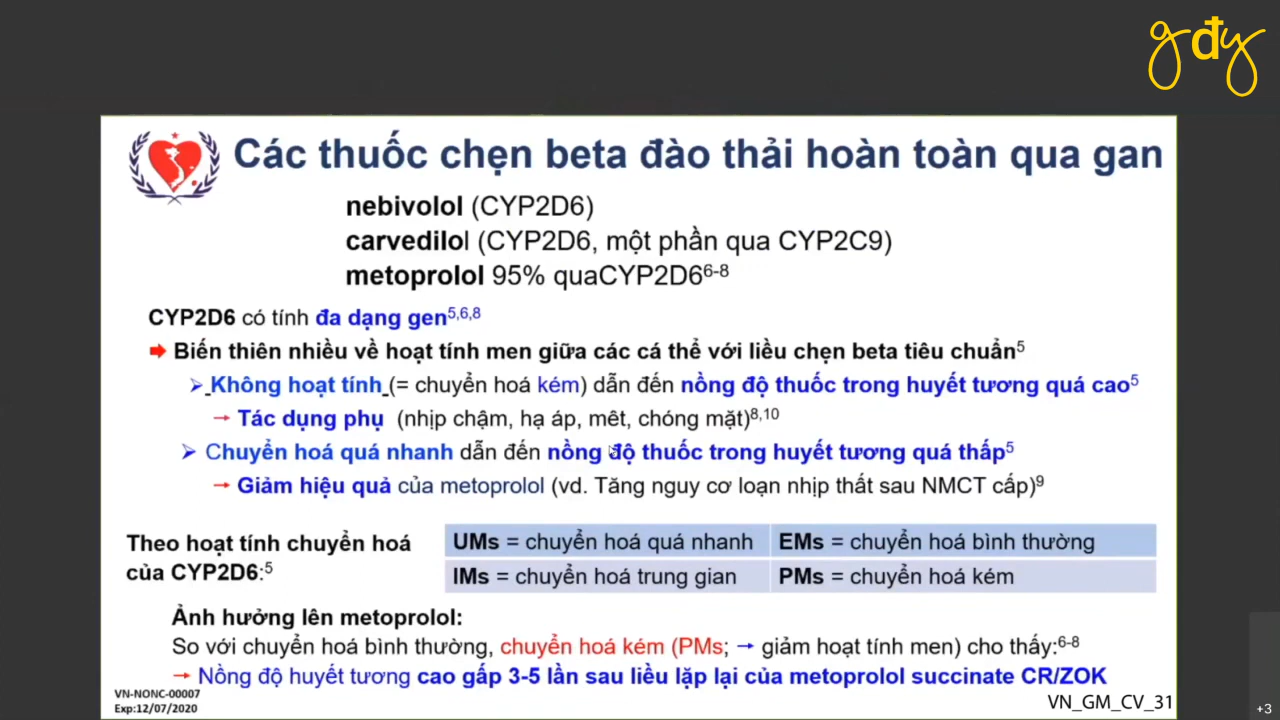 gđy
Các thuốc chẹn beta đào thải hoàn toàn qua gan
nebivolol (CYP2D6)
carvedilol (CYP2D6, một phần qua CYP2C9)
metoprolol 95% quaCYP2D6⁶⁻⁸
CYP2D6 có tính đa dạng gen⁵,⁶,⁸
Biến thiên nhiều về hoạt tính men giữa các cá thể với liều chẹn beta tiêu chuẩn⁵
➢ Không hoạt tính (= chuyển hoá kém) dẫn đến nồng độ thuốc trong huyết tương quá cao⁵
→ Tác dụng phụ (nhịp chậm, hạ áp, mêt, chóng mặt)⁸,¹⁰
➢ Chuyển hoá quá nhanh dẫn đến nồng độ thuốc trong huyết tương quá thấp⁵
→ Giảm hiệu quả của metoprolol (vd. Tăng nguy cơ loạn nhịp thất sau NMCT cấp)⁹
Theo hoạt tính chuyển hoá
của CYP2D6:⁵
UMs = chuyển hoá quá nhanh EMs = chuyển hoá bình thường
IMs = chuyển hoá trung gian PMs = chuyển hoá kém
Ảnh hưởng lên metoprolol:
So với chuyển hoá bình thường, chuyển hoá kém (PMs; → giảm hoạt tính men) cho thấy:⁶⁻⁸
→ Nồng độ huyết tương cao gấp 3-5 lần sau liều lặp lại của metoprolol succinate CR/ZOK
VN-NONC-00007
Exp:12/07/2020
VN_GM_CV_31
+3